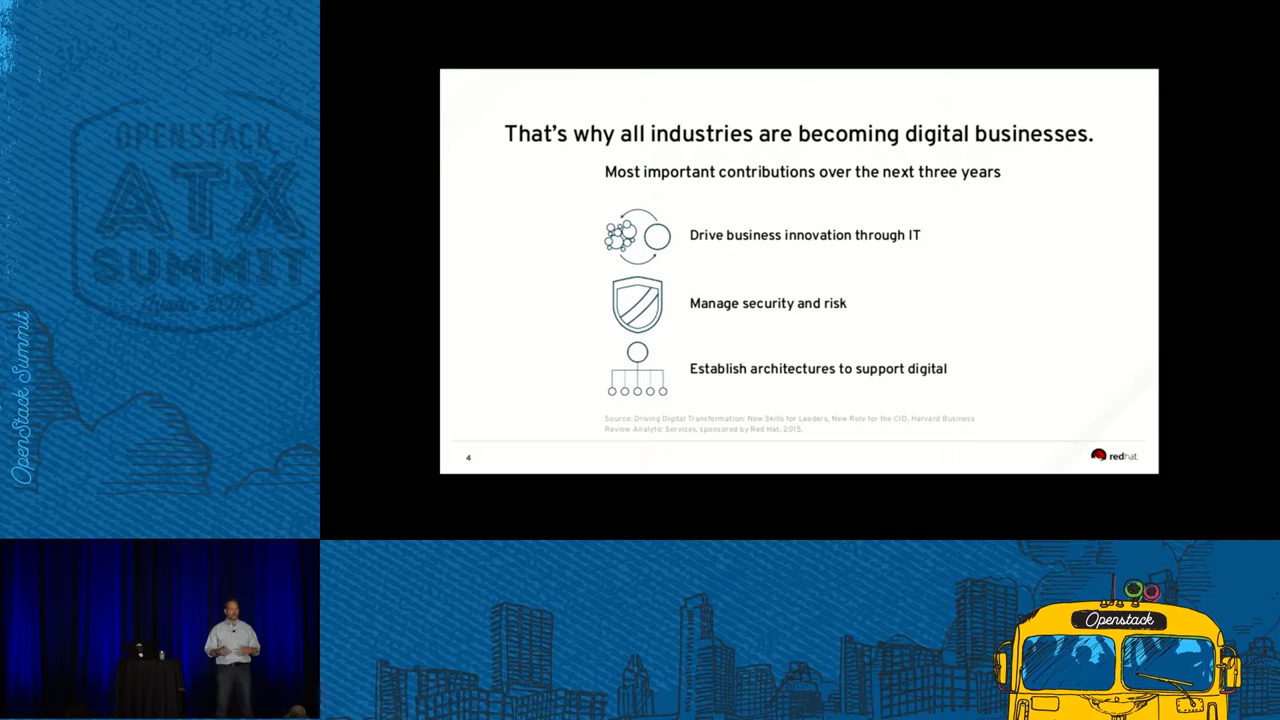 OPENSTACK
ATX
SUMMIT
OpenStack Summit
That's why all industries are becoming digital businesses.
Most important contributions over the next three years
Drive business innovation through IT
Manage security and risk
Establish architectures to support digital
Source: Driving Digital Transformation: New Skills for Leaders, New Role for the CIO, Harvard Business
Review Analytic Services, sponsored by Red Hat, 2015.
4
redhat
Openstack